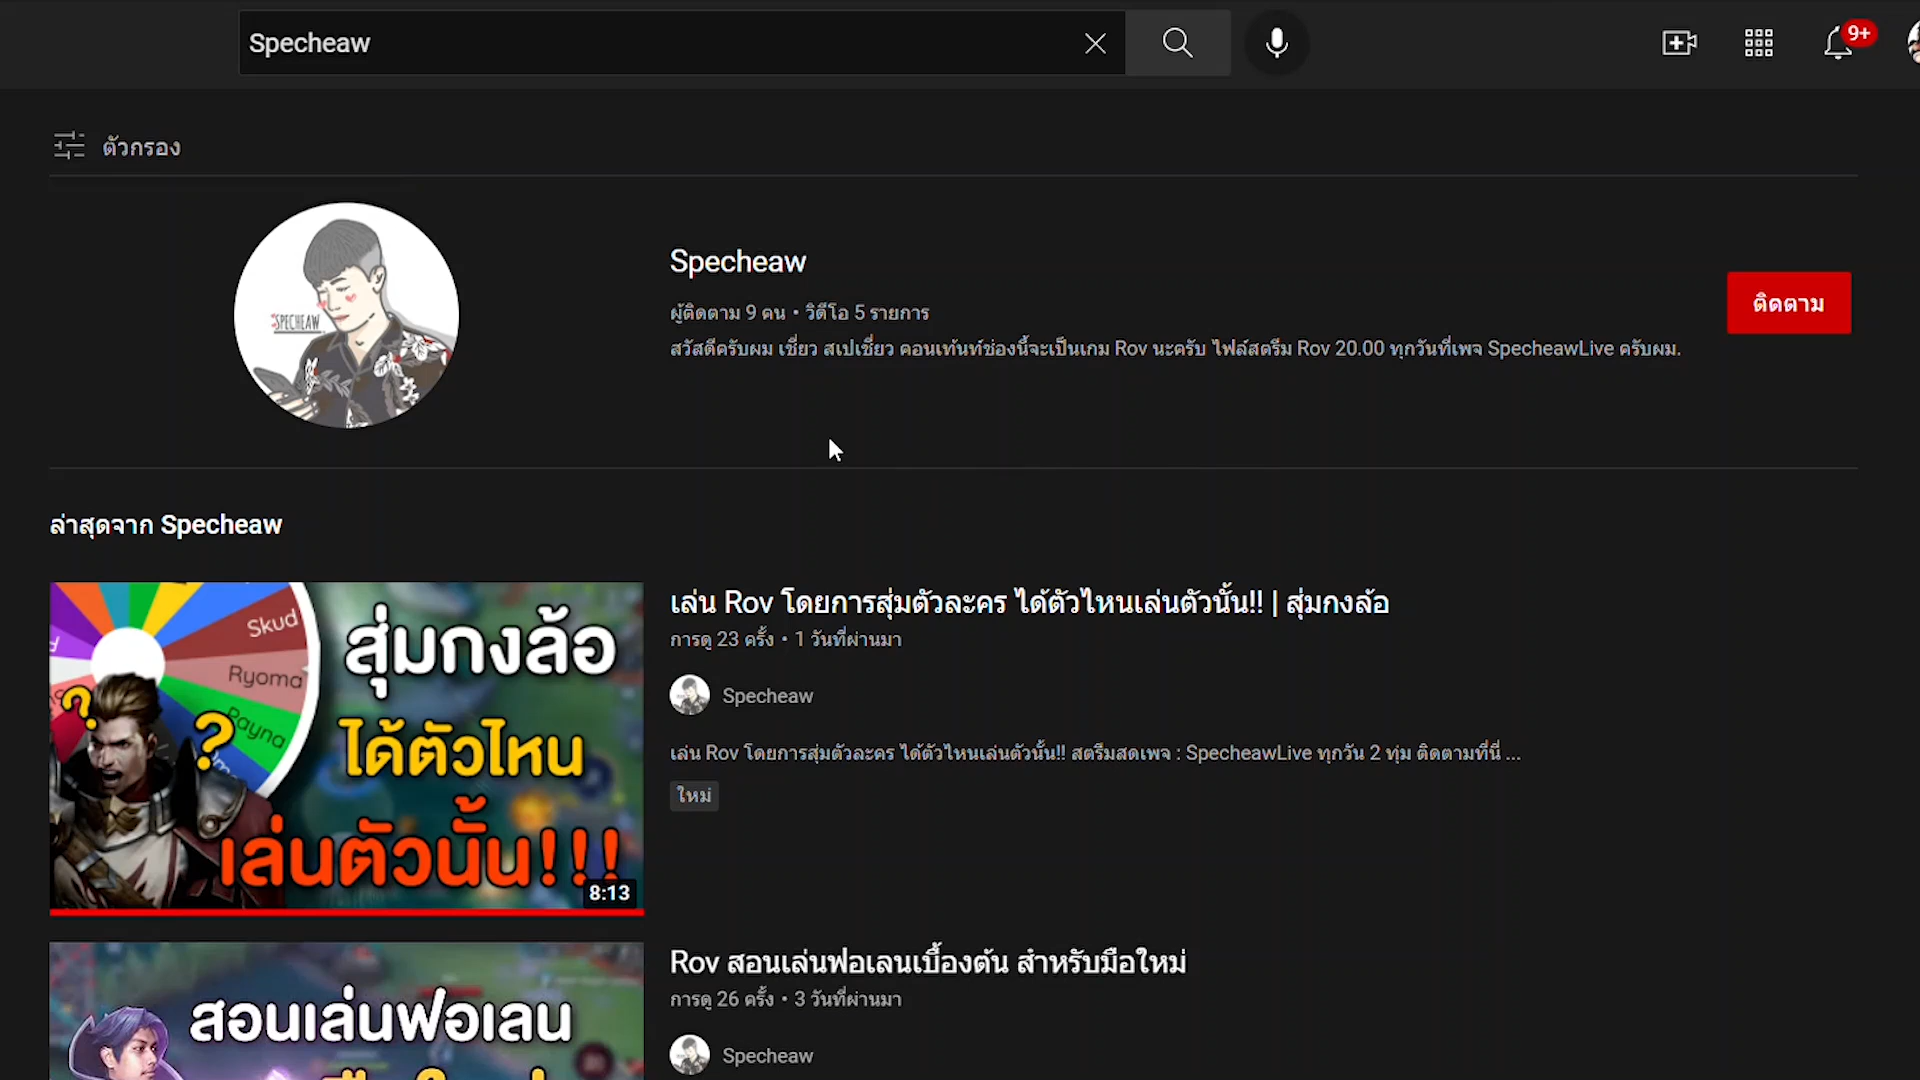 Specheaw
9+
ตัวกรอง
SPECHEAW
Specheaw
ผู้ติดตาม 9 คน • วิดีโอ 5 รายการ
สวัสดีครับผม เชี่ยว สเปเชี่ยว คอนเท้นท์ช่องนี้จะเป็นเกม Rov นะครับ ไฟล์สตรีม Rov 20.00 ทุกวันที่เพจ SpecheawLive ครับผม.
ติดตาม
ล่าสุดจาก Specheaw
Skud
Ryoma
Rayna
สุ่มกงล้อ
ได้ตัวไหน
เล่นตัวนั้น!!!
8:13
เล่น Rov โดยการสุ่มตัวละคร ได้ตัวไหนเล่นตัวนั้น!! | สุ่มกงล้อ
การดู 23 ครั้ง • 1 วันที่ผ่านมา
Specheaw
เล่น Rov โดยการสุ่มตัวละคร ได้ตัวไหนเล่นตัวนั้น!! สตรีมสดเพจ : SpecheawLive ทุกวัน 2 ทุ่ม ติดตามที่นี่ ...
ใหม่
สอนเล่นฟอเลน
Rov สอนเล่นฟอเลนเบื้องต้น สำหรับมือใหม่
การดู 26 ครั้ง • 3 วันที่ผ่านมา
Specheaw